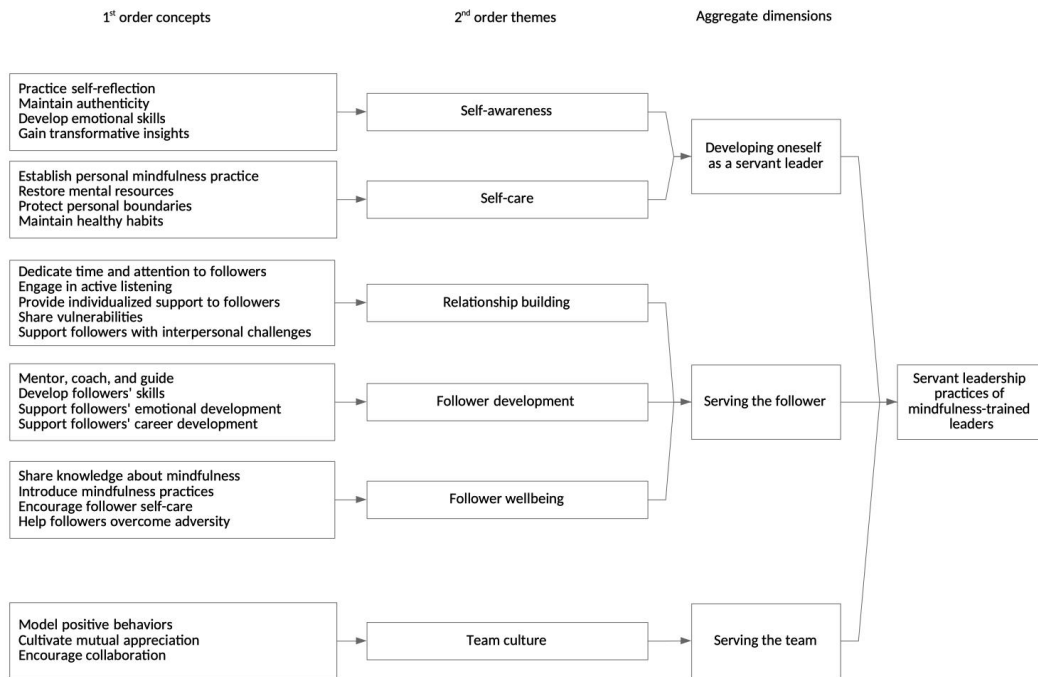 1st order concepts
2nd order themes
Aggregate dimensions
Practice self-reflection
Maintain authenticity
Develop emotional skills
Gain transformative insights
Self-awareness
Establish personal mindfulness practice
Restore mental resources
Protect personal boundaries
Maintain healthy habits
Self-care
Developing oneself
as a servant leader
Dedicate time and attention to followers
Engage in active listening
Provide individualized support to followers
Share vulnerabilities
Support followers with interpersonal challenges
Relationship building
Mentor, coach, and guide
Develop followers' skills
Support followers' emotional development
Support followers' career development
Follower development
Share knowledge about mindfulness
Introduce mindfulness practices
Encourage follower self-care
Help followers overcome adversity
Follower wellbeing
Serving the follower
Model positive behaviors
Cultivate mutual appreciation
Encourage collaboration
Team culture
Serving the team
Servant leadership
practices of
mindfulness-trained
leaders